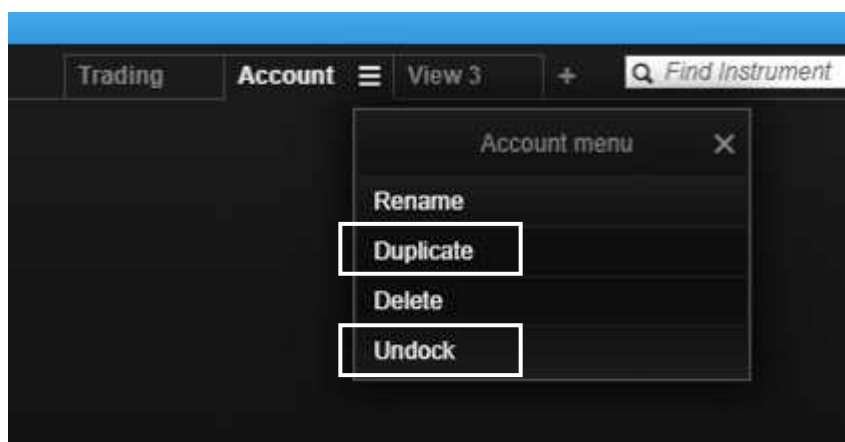 Trading Account View 3 + Find Instrument
Account menu
Rename
Duplicate
Delete
Undock